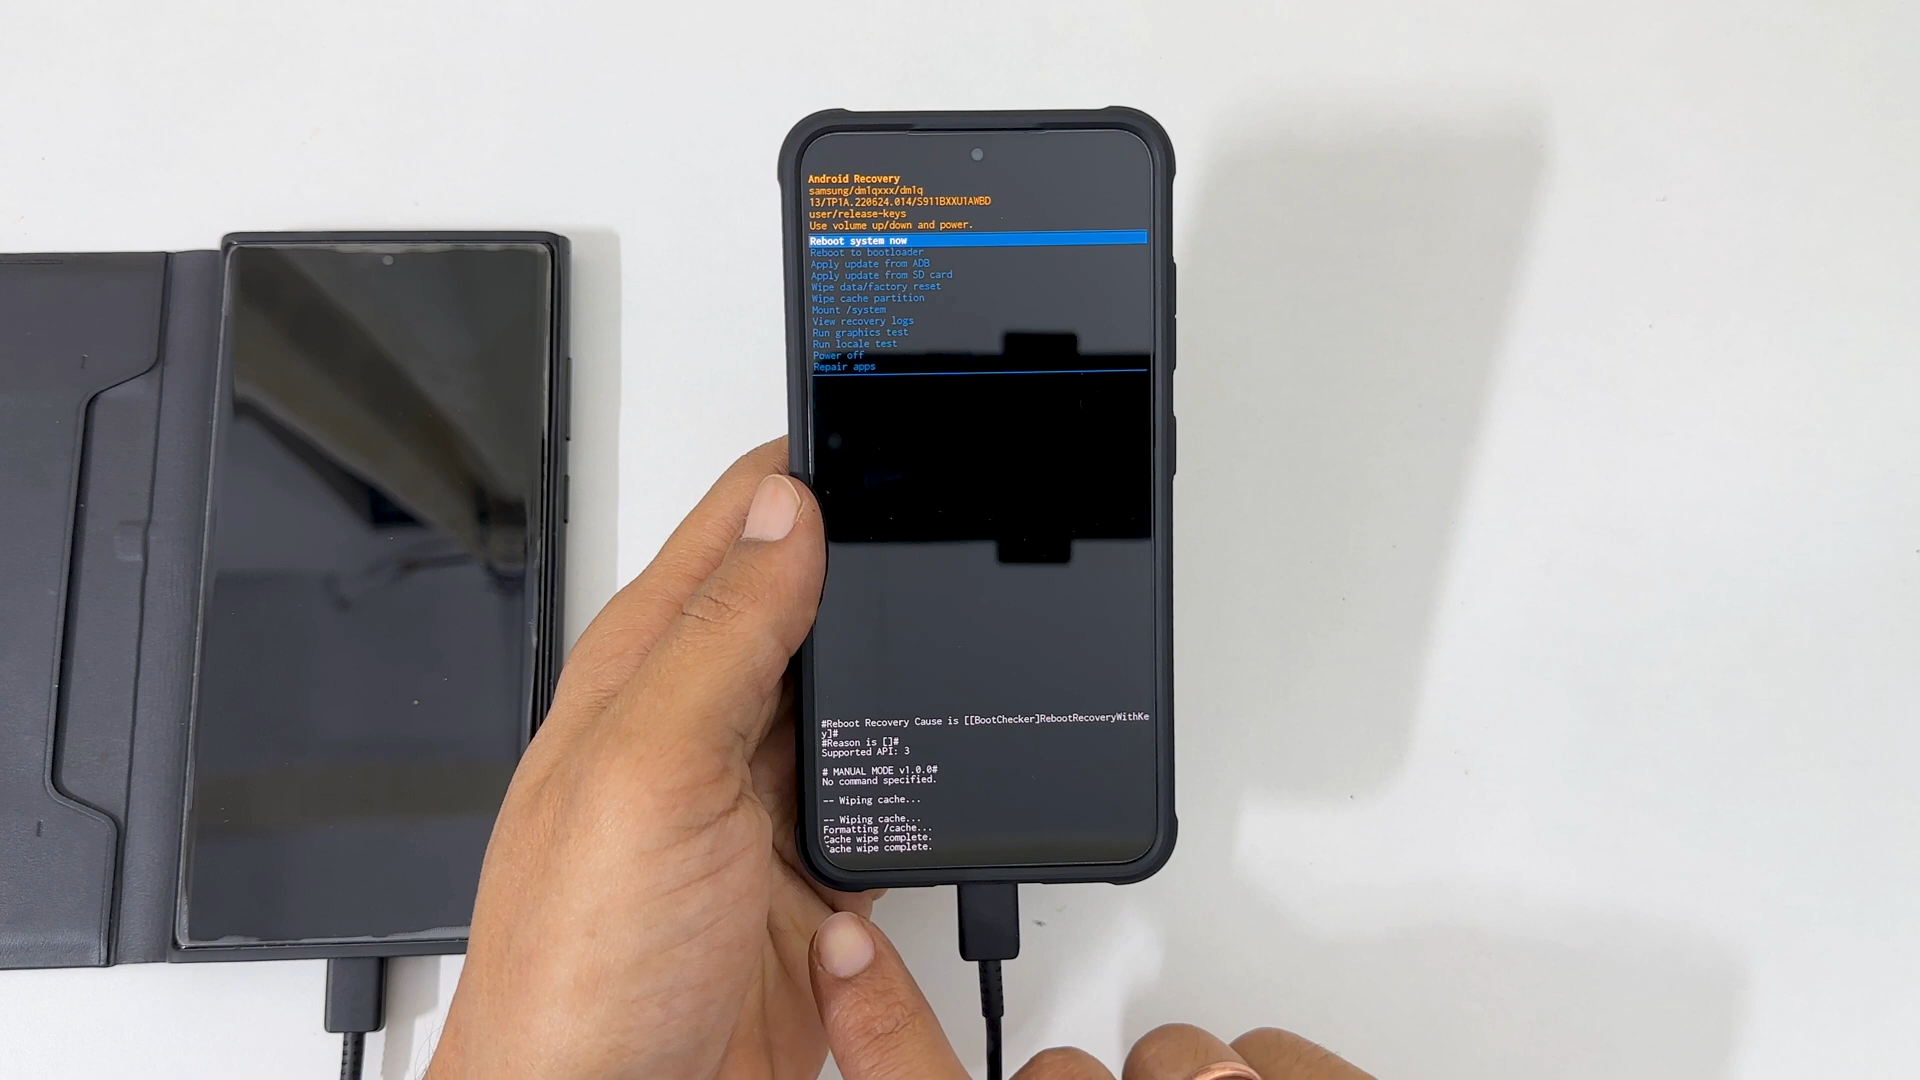 Android Recovery
samsung/dm1qxxx/dm1q
13/TP1A.220624.014/S911BXXU1AWBD
user/release-keys
Use volume up/down and power.
Reboot system now
Reboot to bootloader
Apply update from ADB
Apply update from SD card
Wipe data/factory reset
Wipe cache partition
Mount /system
View recovery logs
Run graphics test
Run locale test
Power off
Repair apps
#Reboot Recovery Cause is [[BootChecker]RebootRecoveryWithKe
y]#
#Reason is []#
Supported API: 3
# MANUAL MODE v1.0.0#
No command specified.
-- Wiping cache...
-- Wiping cache...
Formatting /cache...
Cache wipe complete.
Cache wipe complete.